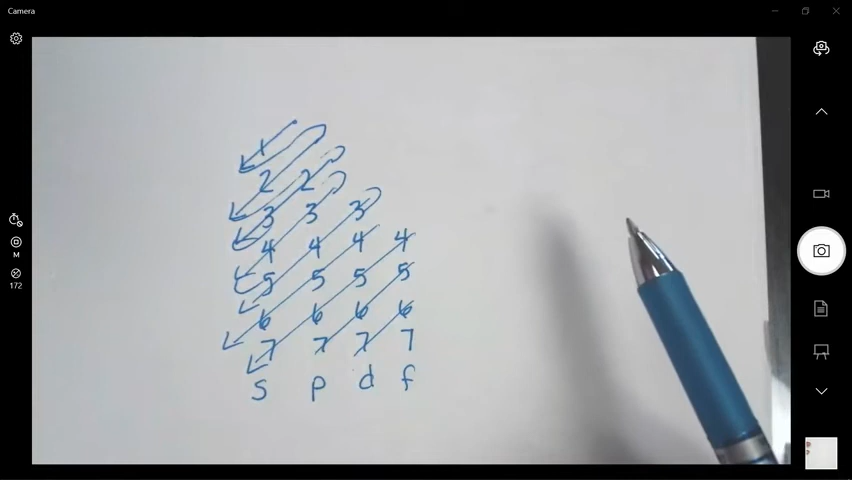 Camera
1
2 2
3 3 3
4 4 4 4
5 5 5 5
6 6 6 6
7 7 7 7
s p d f
M
172